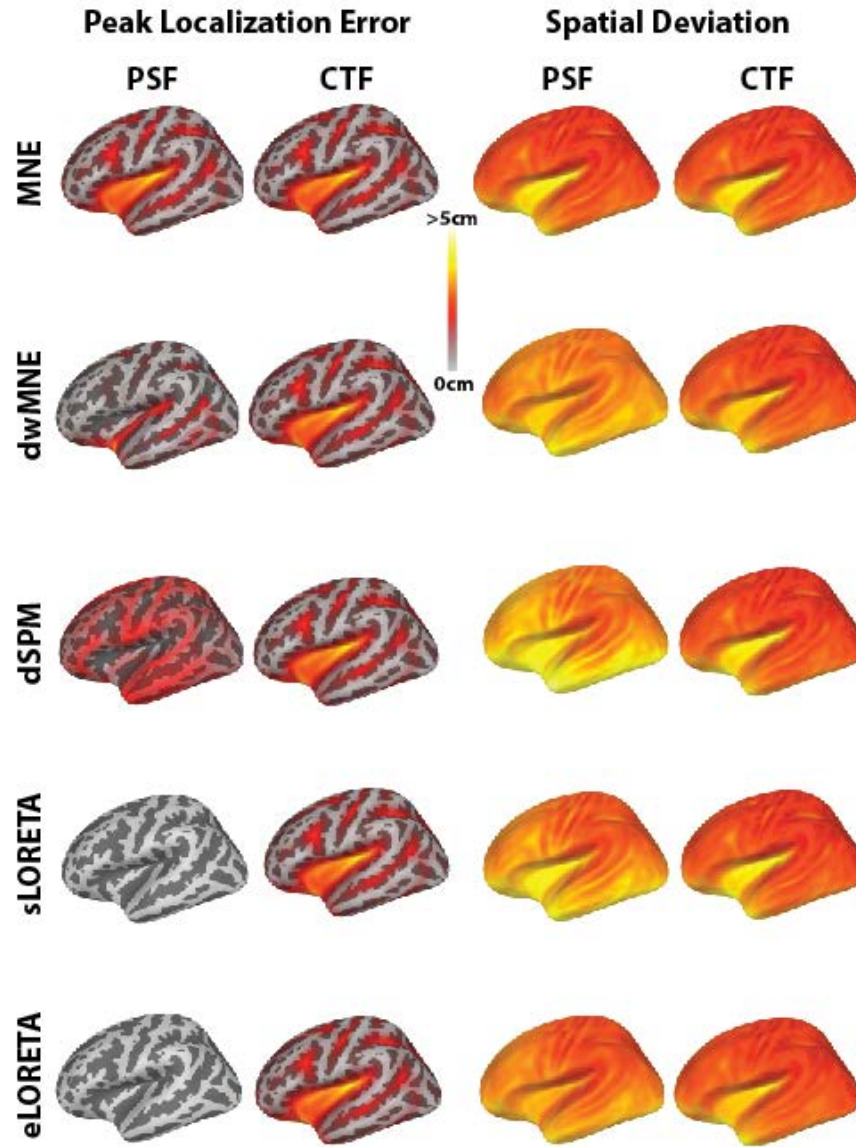 Peak Localization Error Spatial Deviation
PSF CTF PSF CTF
MNE
>5cm
0cm
dwMNE
dSPM
sLORETA
eLORETA